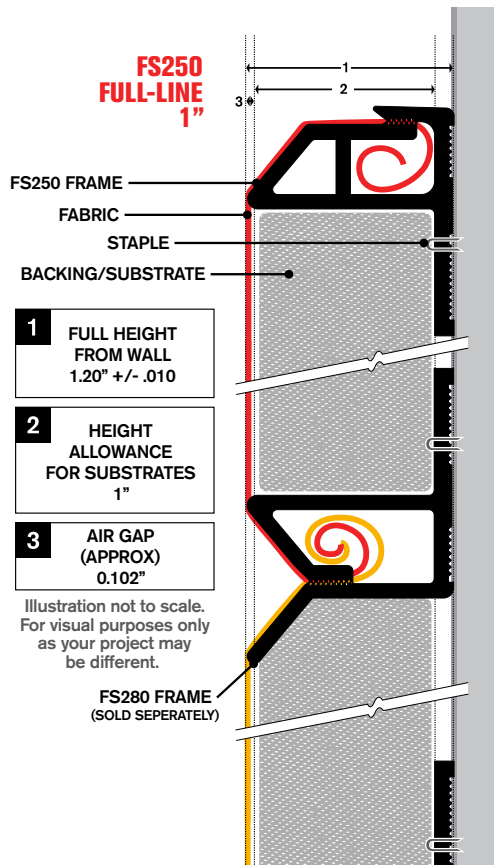 FS250
FULL-LINE
1”
1
2
3
FS250 FRAME
FABRIC
STAPLE
BACKING/SUBSTRATE
1
FULL HEIGHT
FROM WALL
1.20” +/- .010
2
HEIGHT
ALLOWANCE
FOR SUBSTRATES
1”
3
AIR GAP
(APPROX)
0.102”
Illustration not to scale.
For visual purposes only
as your project may
be different.
FS280 FRAME
(SOLD SEPERATELY)